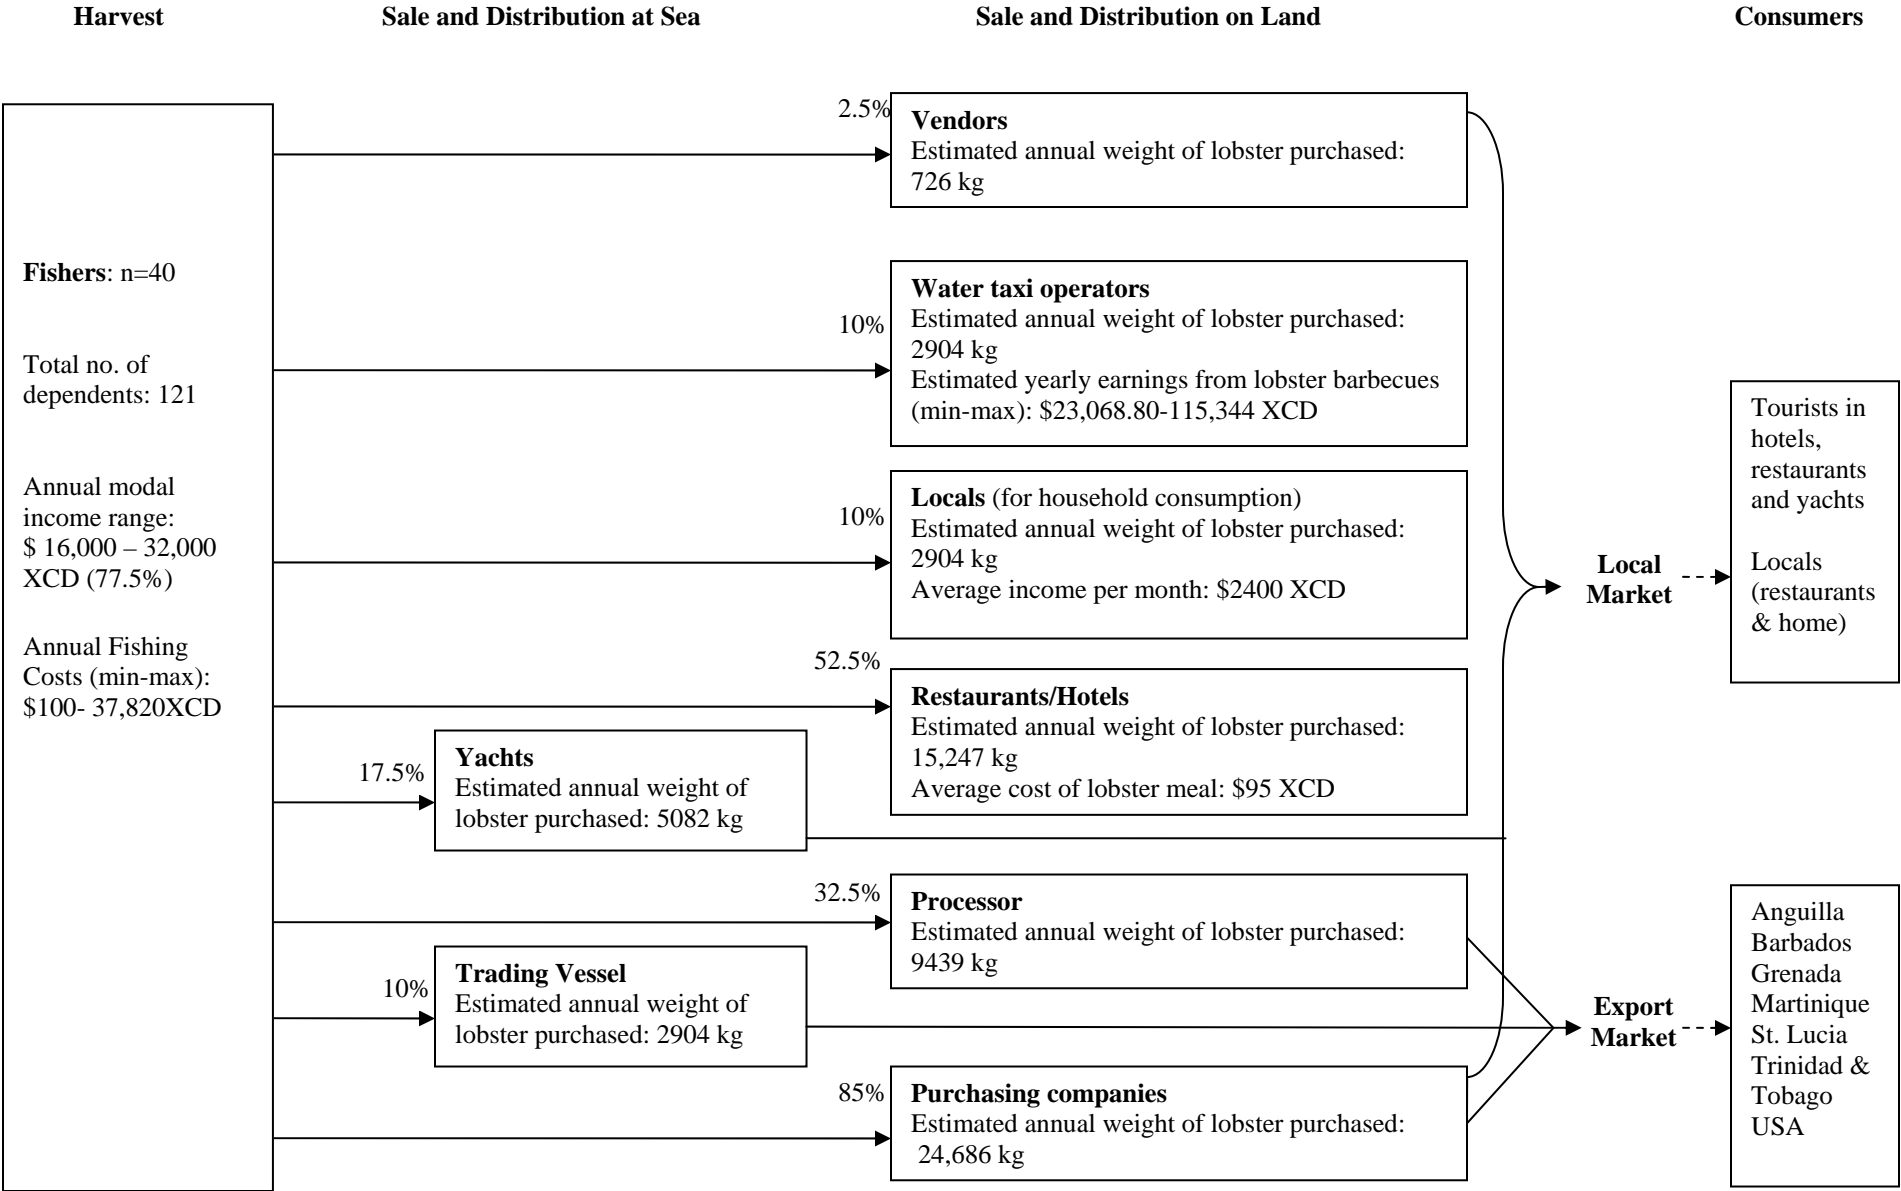 Harvest
Sale and Distribution at Sea
Sale and Distribution on Land
Consumers
Fishers: n=40
Total no. of
dependents: 121
Annual modal
income range:
$ 16,000 – 32,000
XCD (77.5%)
Annual Fishing
Costs (min-max):
$100- 37,820XCD
2.5%
Vendors
Estimated annual weight of lobster purchased:
726 kg
10%
Water taxi operators
Estimated annual weight of lobster purchased:
2904 kg
Estimated yearly earnings from lobster barbecues
(min-max): $23,068.80-115,344 XCD
10%
Locals (for household consumption)
Estimated annual weight of lobster purchased:
2904 kg
Average income per month: $2400 XCD
52.5%
Restaurants/Hotels
Estimated annual weight of lobster purchased:
15,247 kg
Average cost of lobster meal: $95 XCD
17.5%
Yachts
Estimated annual weight of
lobster purchased: 5082 kg
32.5%
Processor
Estimated annual weight of lobster purchased:
9439 kg
10%
Trading Vessel
Estimated annual weight of
lobster purchased: 2904 kg
85%
Purchasing companies
Estimated annual weight of lobster purchased:
24,686 kg
Local
Market
Export
Market
Tourists in
hotels,
restaurants
and yachts
Locals
(restaurants
& home)
Anguilla
Barbados
Grenada
Martinique
St. Lucia
Trinidad &
Tobago
USA